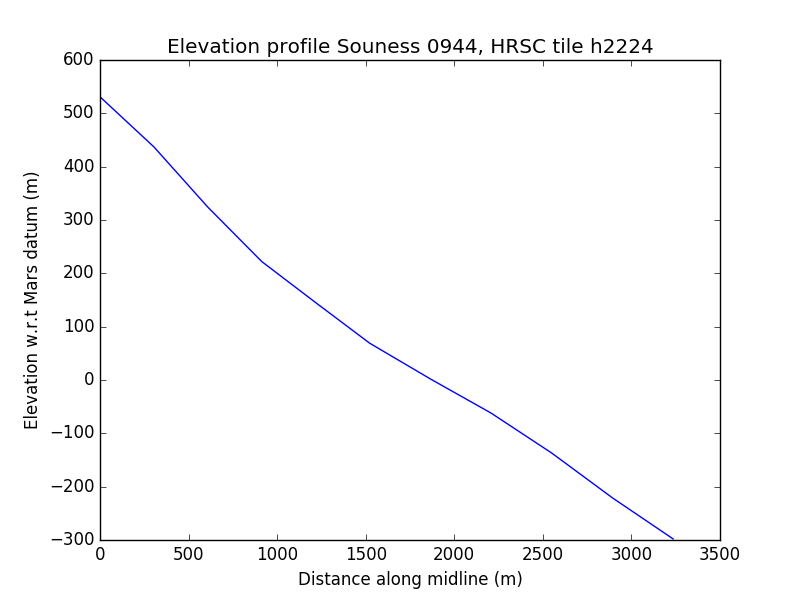 Elevation profile Souness 0944, HRSC tile h2224
600
500
400
300
200
100
0
−100
−200
−300
Elevation w.r.t Mars datum (m)
0 500 1000 1500 2000 2500 3000 3500
Distance along midline (m)